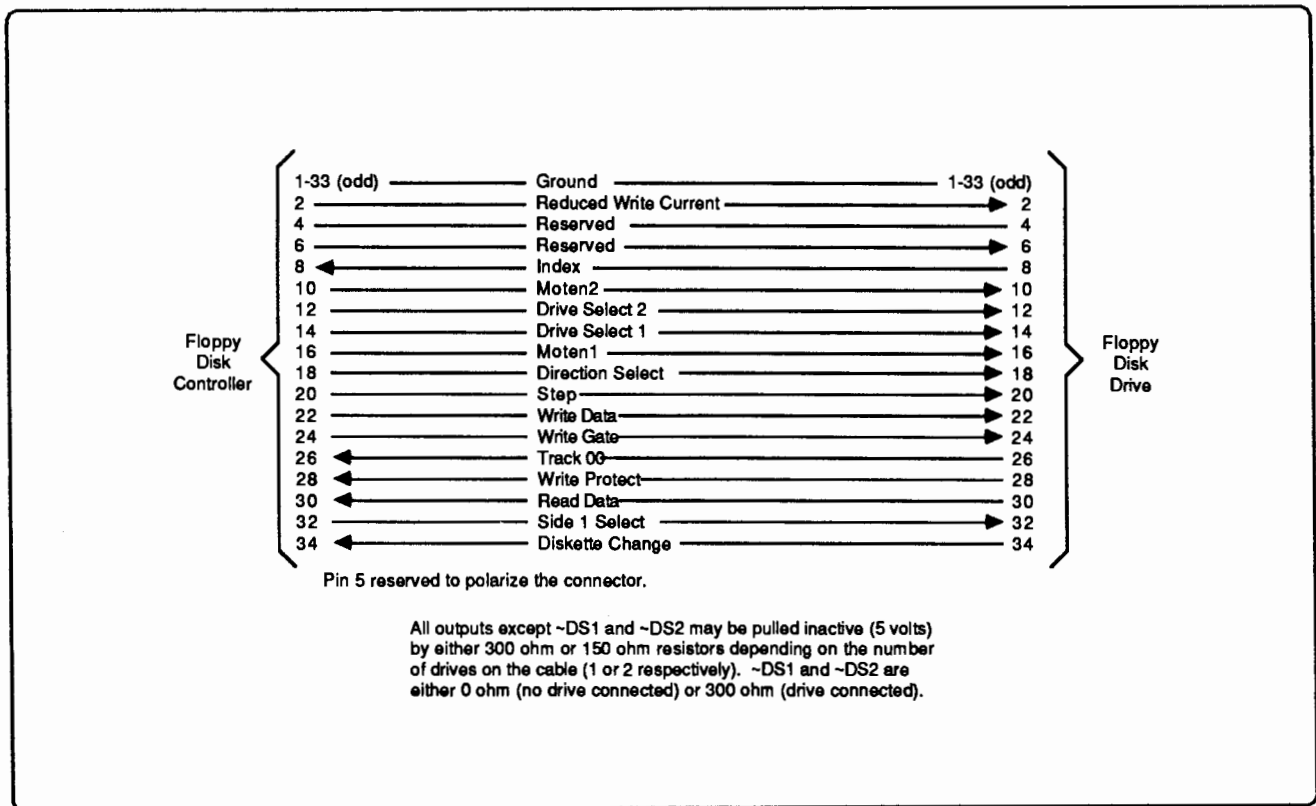 1-33 (odd) Ground 1-33 (odd)
2 Reduced Write Current 2
4 Reserved 4
6 Reserved 6
8 Index 8
10 Moten2 10
12 Drive Select 2 12
14 Drive Select 1 14
16 Moten1 16
18 Direction Select 18
20 Step 20
22 Write Data 22
24 Write Gate 24
26 Track 00 26
28 Write Protect 28
30 Read Data 30
32 Side 1 Select 32
34 Diskette Change 34
Floppy
Disk
Controller
Floppy
Disk
Drive
Pin 5 reserved to polarize the connector.
All outputs except ~DS1 and ~DS2 may be pulled inactive (5 volts)
by either 300 ohm or 150 ohm resistors depending on the number
of drives on the cable (1 or 2 respectively). ~DS1 and ~DS2 are
either 0 ohm (no drive connected) or 300 ohm (drive connected).